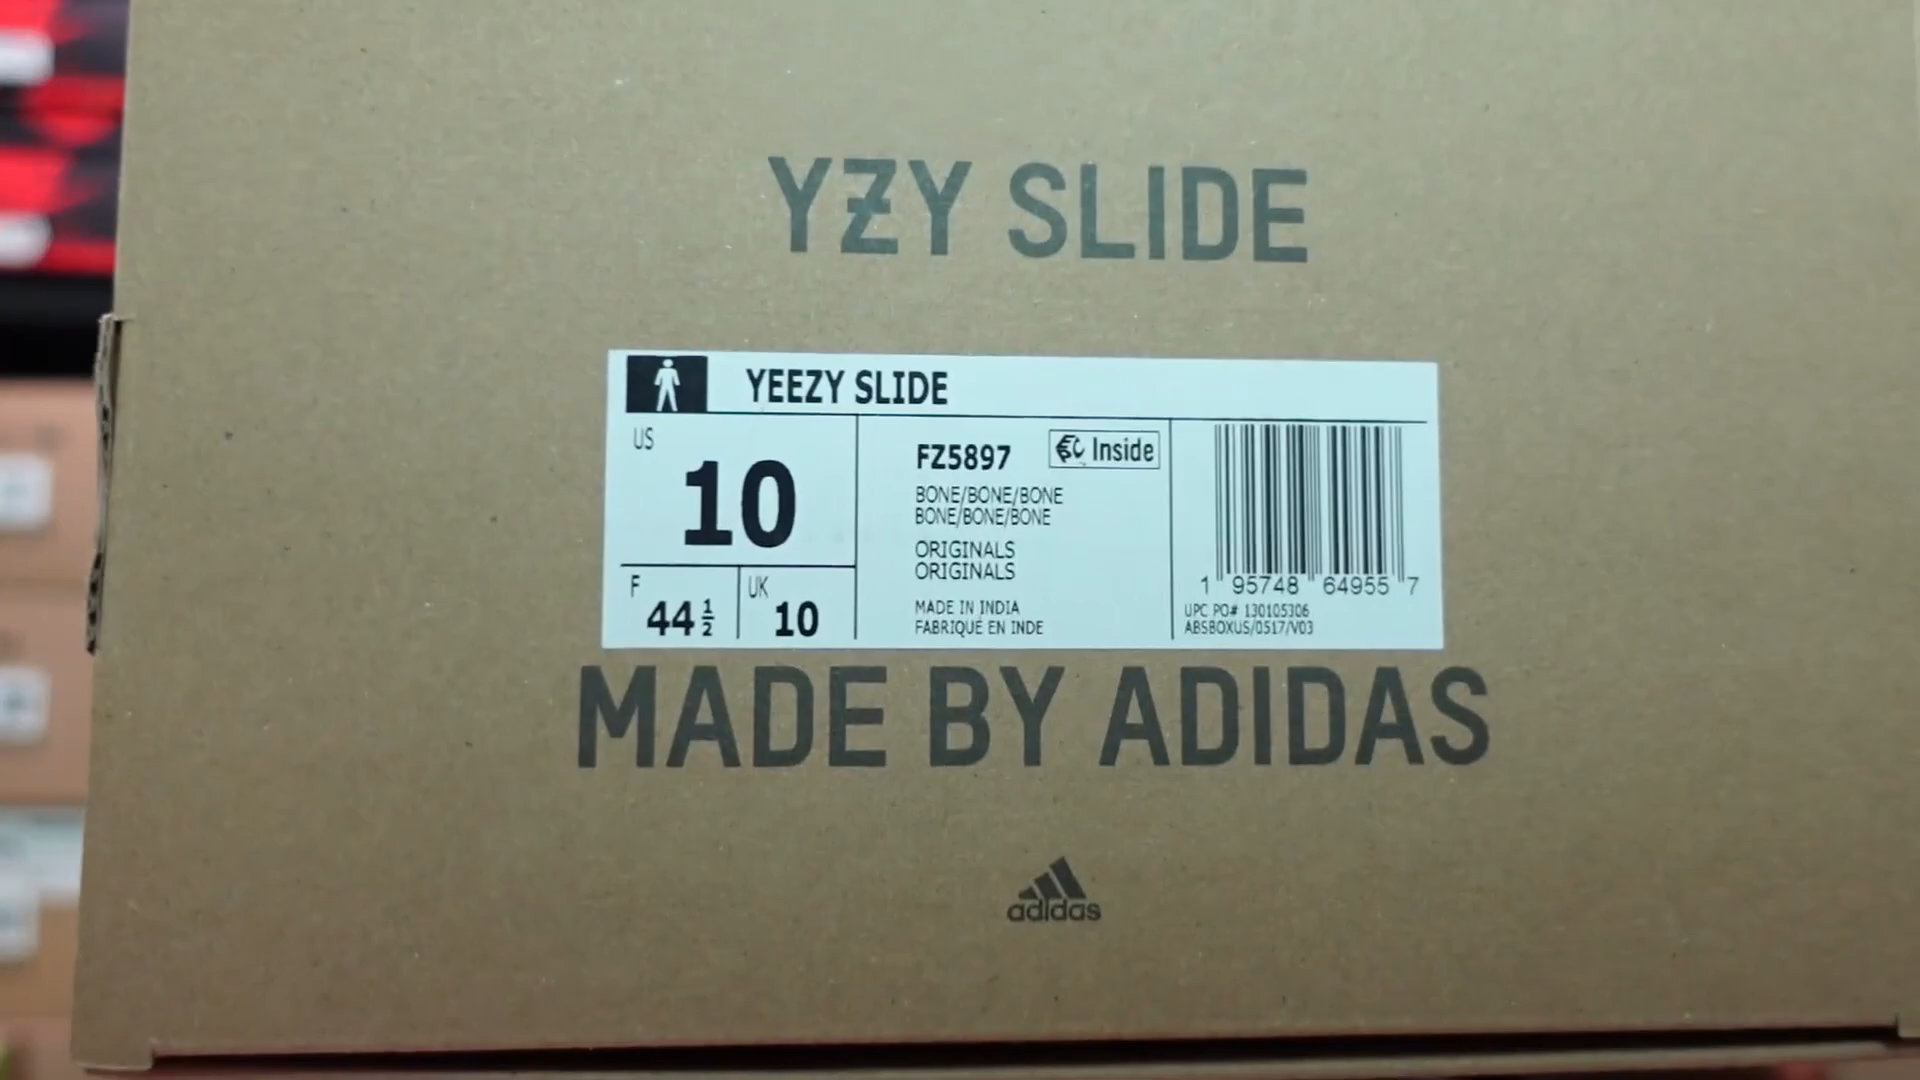 YZY SLIDE
YEEZY SLIDE
US
10
F
44 1/2
UK
10
FZ5897
Inside
BONE/BONE/BONE
BONE/BONE/BONE
ORIGINALS
ORIGINALS
MADE IN INDIA
FABRIQUÉ EN INDE
1 95748 64955 7
UPC PO# 130105306
ABSBOXUS/0517/V03
MADE BY ADIDAS
adidas